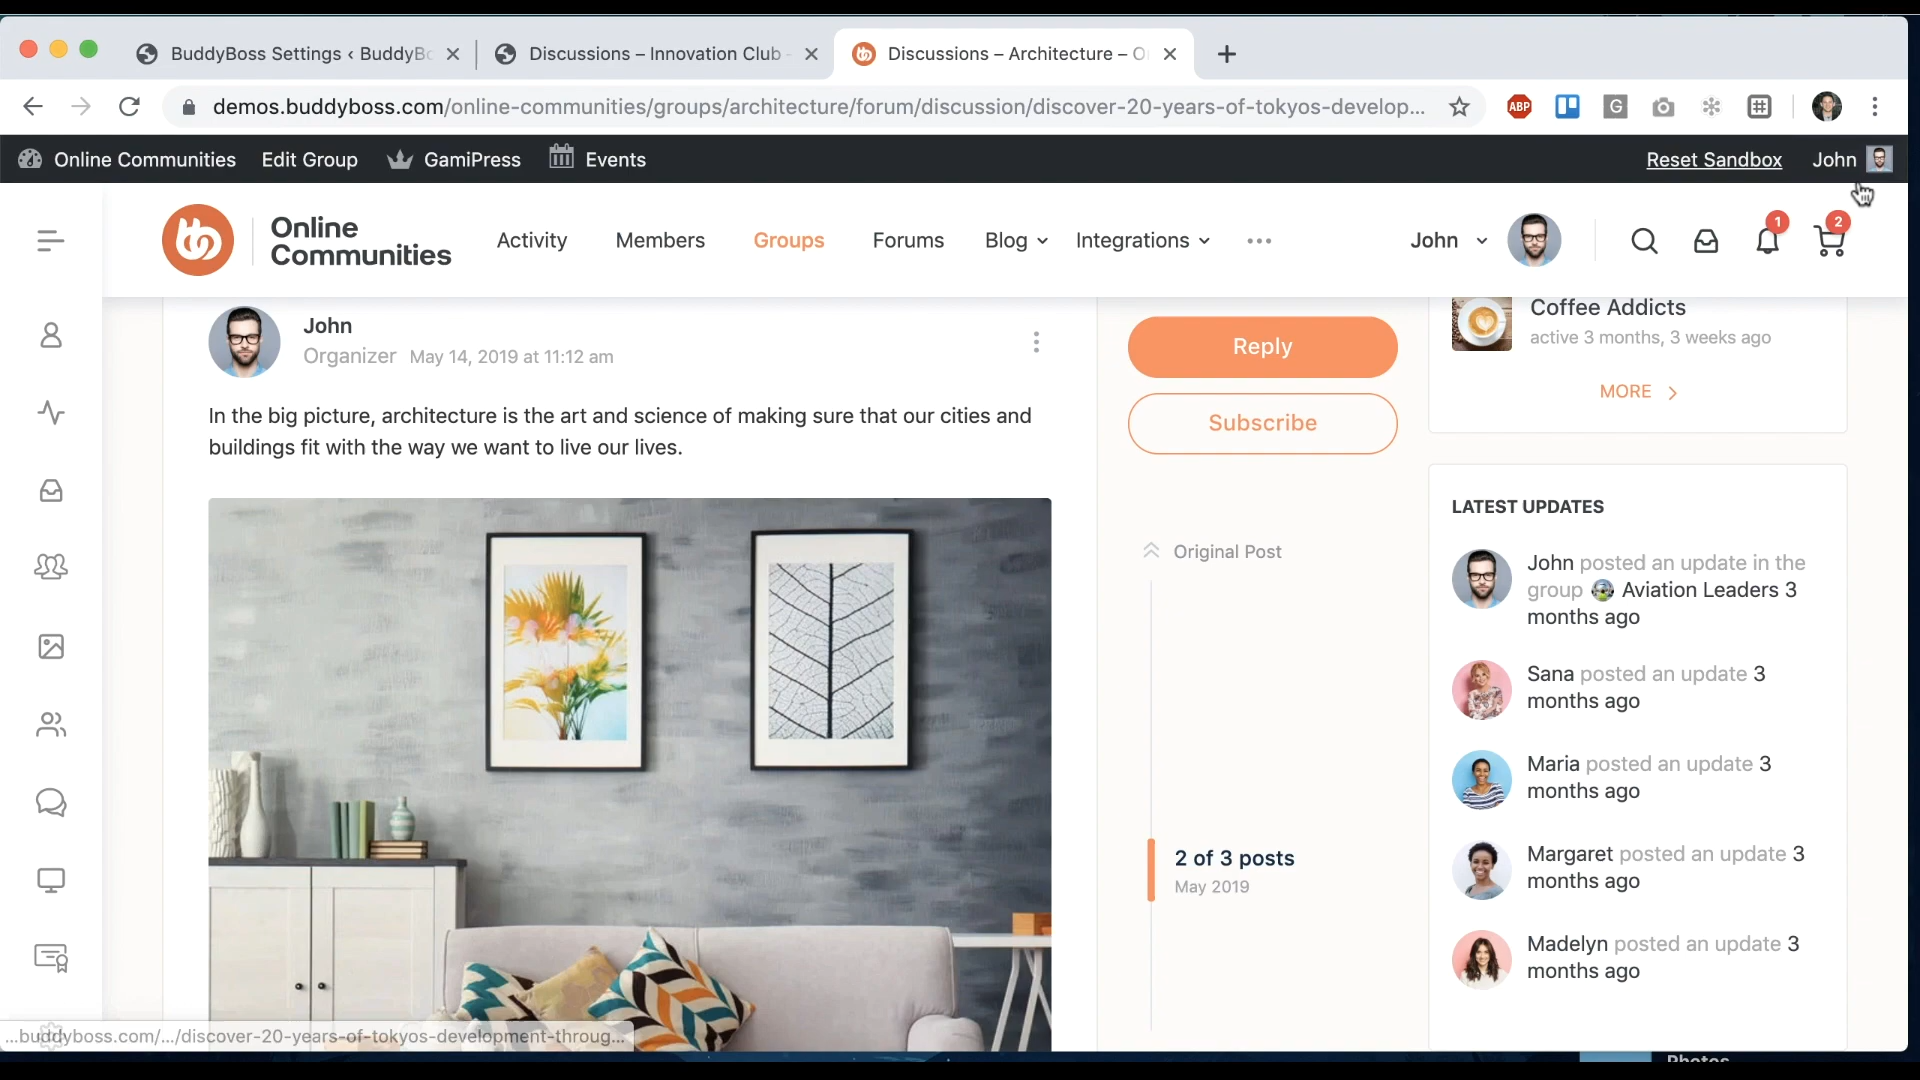 BuddyBoss Settings ‹ BuddyBo
Discussions – Innovation Club -
Discussions – Architecture – O
demos.buddyboss.com/online-communities/groups/architecture/forum/discussion/discover-20-years-of-tokyos-develop...
ABP
G
Online Communities
Edit Group
GamiPress
Events
Reset Sandbox
John
Online
Communities
Activity
Members
Groups
Forums
Blog
Integrations
John
1
2
John
Organizer May 14, 2019 at 11:12 am
In the big picture, architecture is the art and science of making sure that our cities and
buildings fit with the way we want to live our lives.
Reply
Subscribe
Original Post
2 of 3 posts
May 2019
Coffee Addicts
active 3 months, 3 weeks ago
MORE
LATEST UPDATES
John posted an update in the
group Aviation Leaders 3
months ago
Sana posted an update 3
months ago
Maria posted an update 3
months ago
Margaret posted an update 3
months ago
Madelyn posted an update 3
months ago
...buddyboss.com/.../discover-20-years-of-tokyos-development-throug...
Photos